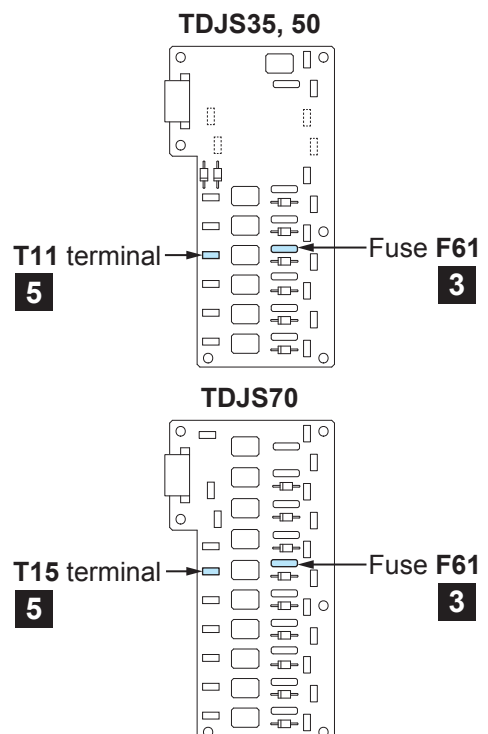 TDJS35, 50
T11 terminal
5
Fuse F61
3
TDJS70
T15 terminal
5
Fuse F61
3